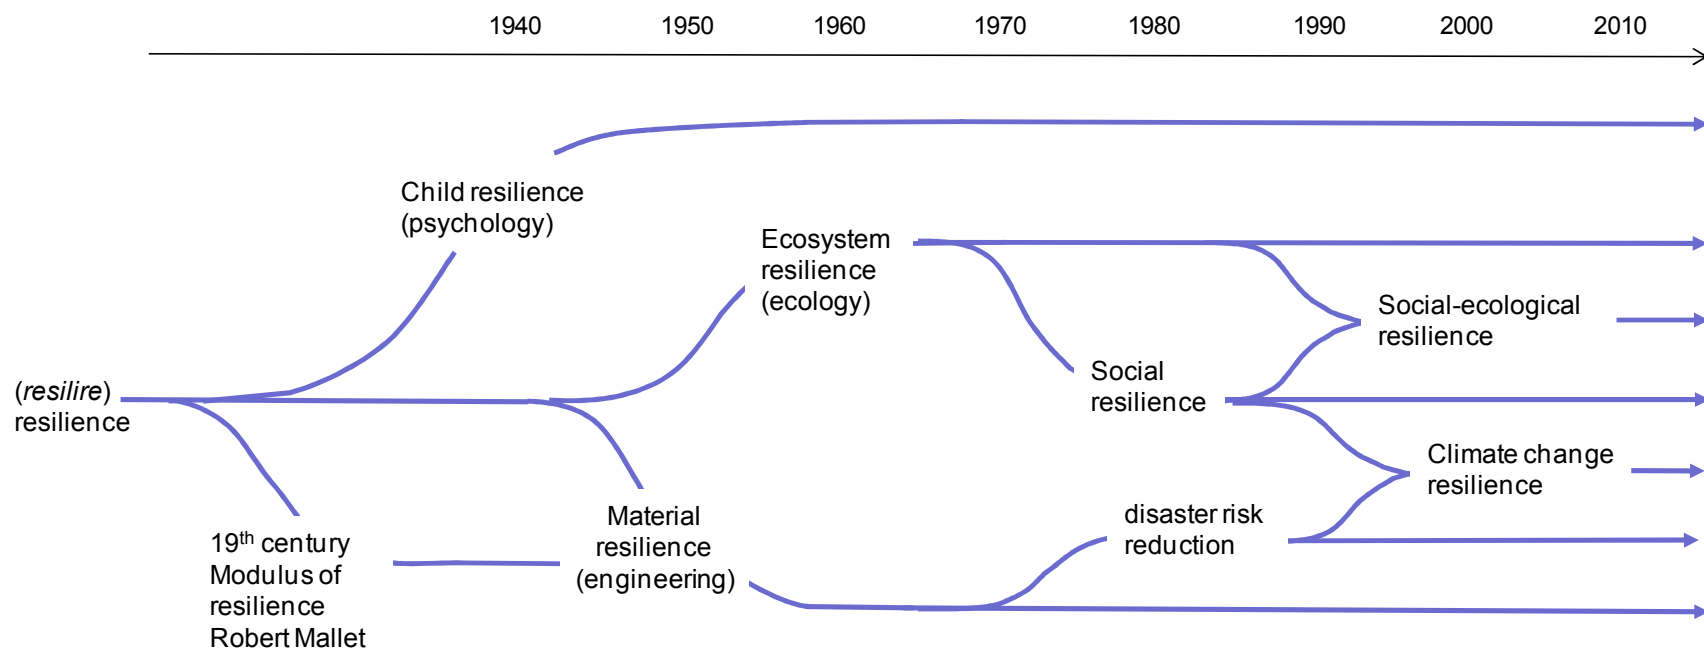 1940 1950 1960 1970 1980 1990 2000 2010
Child resilience
(psychology)
Ecosystem
resilience
(ecology)
Social-ecological
resilience
Social
resilience
(resilire)
resilience
Climate change
resilience
disaster risk
reduction
Material
resilience
(engineering)
19th century
Modulus of
resilience
Robert Mallet